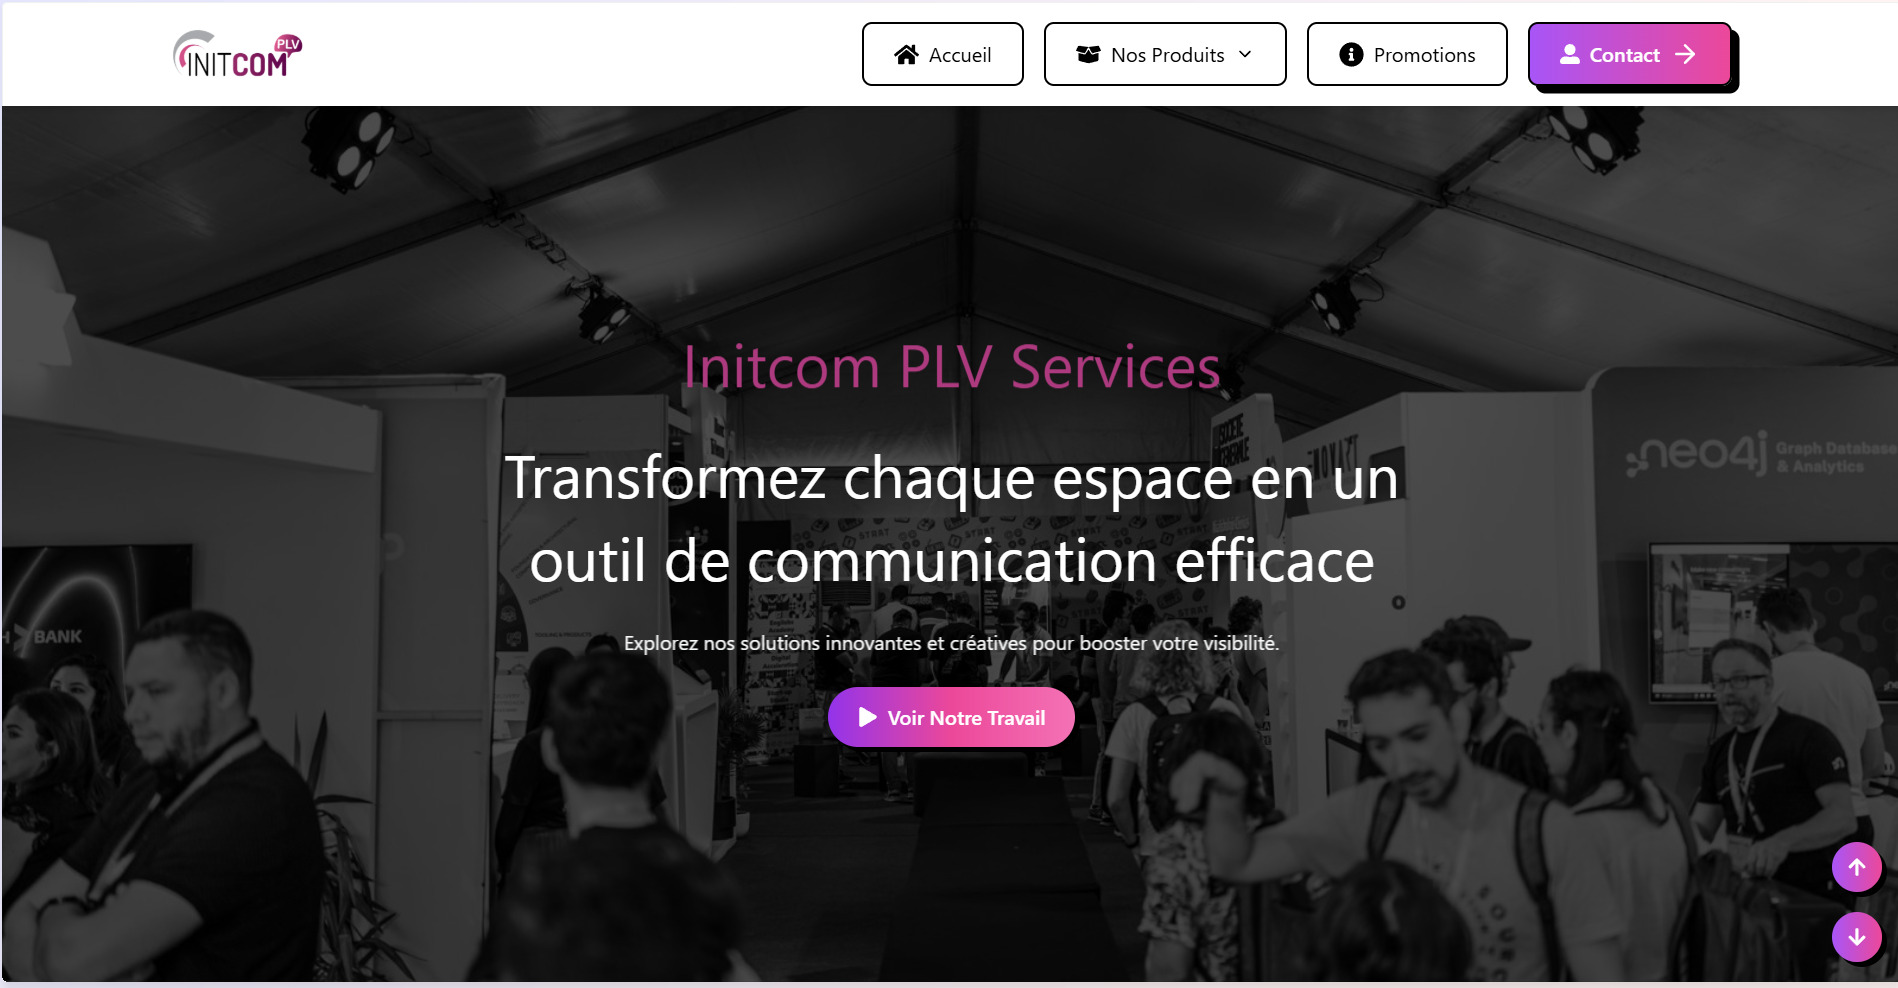 INITCOM PLV
Accueil
Nos Produits
Promotions
Contact
Initcom PLV Services
Transformez chaque espace en un
outil de communication efficace
Explorez nos solutions innovantes et créatives pour booster votre visibilité.
Voir Notre Travail
neo4j Graph Database
& Analytics
BANK